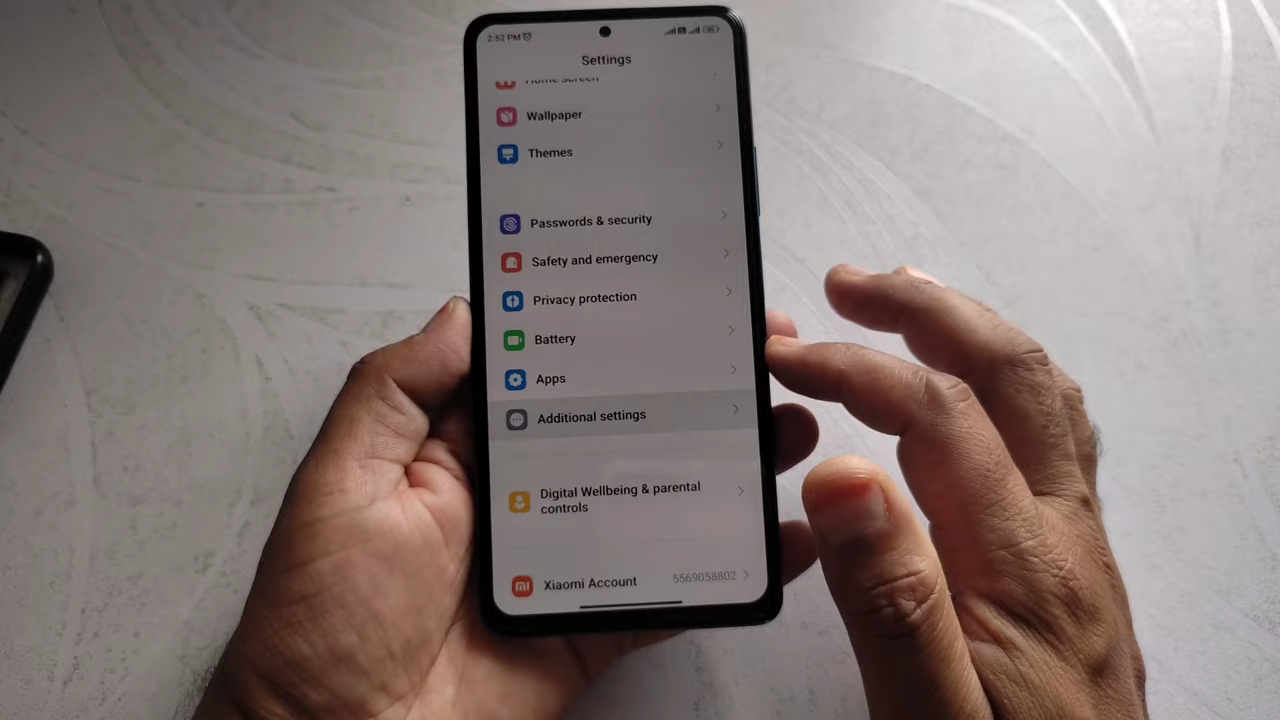 2:52 PM
Settings
Home screen
Wallpaper
Themes
Passwords & security
Safety and emergency
Privacy protection
Battery
Apps
Additional settings
Digital Wellbeing & parental
controls
mi
Xiaomi Account 5569058802